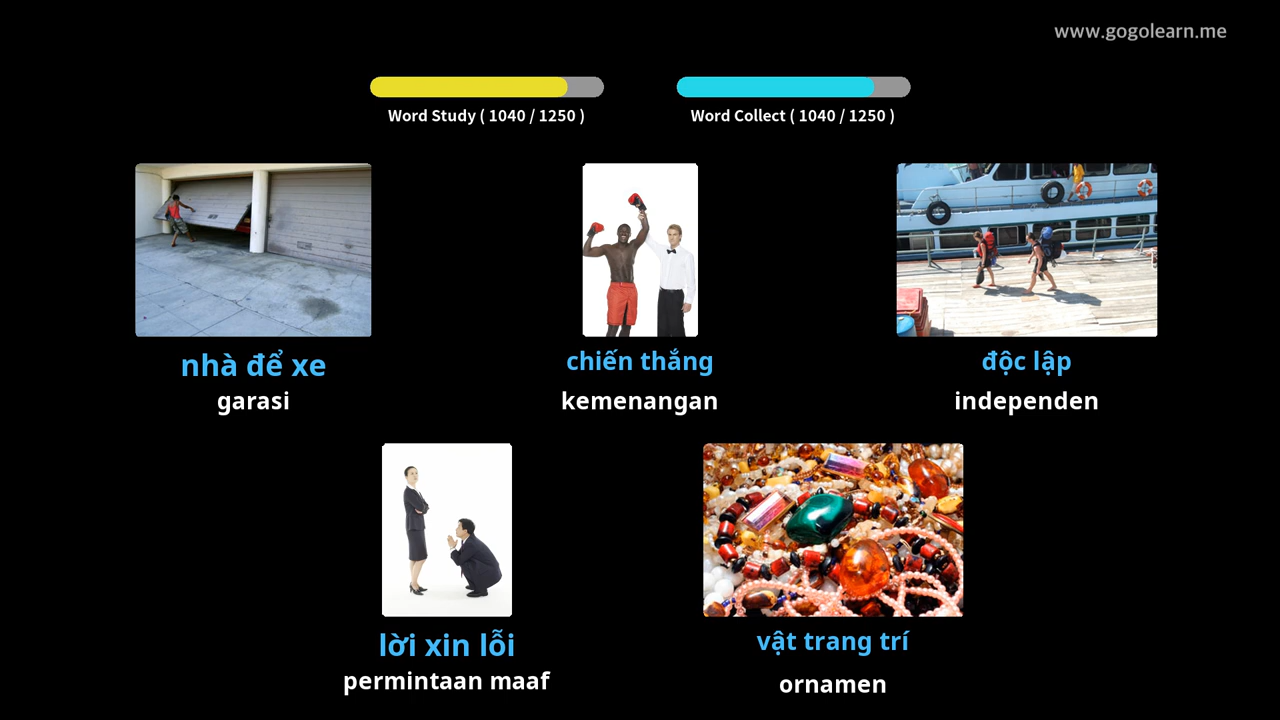 www.gogolearn.me
Word Study ( 1040 / 1250 )
Word Collect ( 1040 / 1250 )
nhà để xe
garasi
chiến thắng
kemenangan
độc lập
independen
lời xin lỗi
permintaan maaf
vật trang trí
ornamen